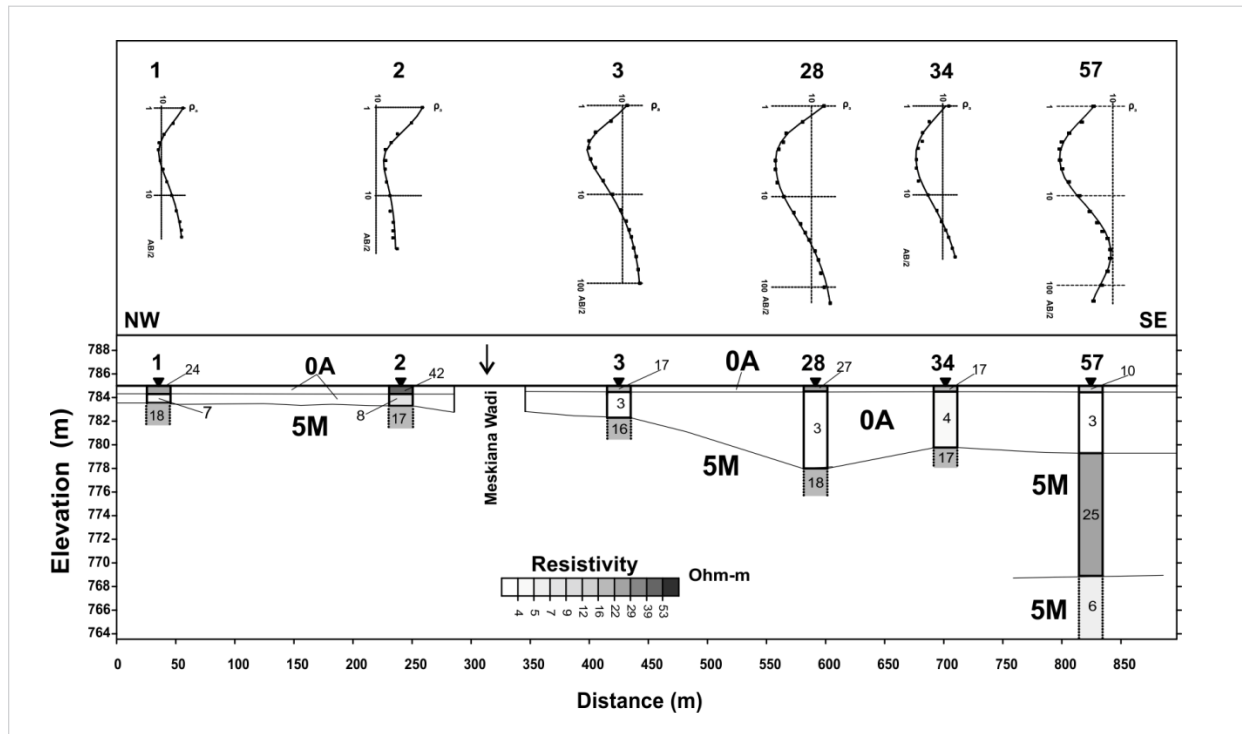 1 2 3 28 34 57
10 10 10 10 10 10
1 ρₐ 1 ρₐ 1 ρₐ 1 ρₐ 1 ρₐ 1 ρₐ
10 10 10 10 10 10
AB/2 AB/2 100 AB/2 100 AB/2 AB/2 100 AB/2
NW SE
788
786
784
782
780
778
776
774
772
770
768
766
764
Elevation (m)
1 2 3 28 34 57
24 0A 42 17 0A 27 17 10
18 7 8 17 3 16 3 18 0A 4 17 3 25 6
5M 5M 5M 5M
Meskiana Wadi
Resistivity
Ohm-m
4 5 7 9 12 16 22 29 39 53
0 50 100 150 200 250 300 350 400 450 500 550 600 650 700 750 800 850
Distance (m)